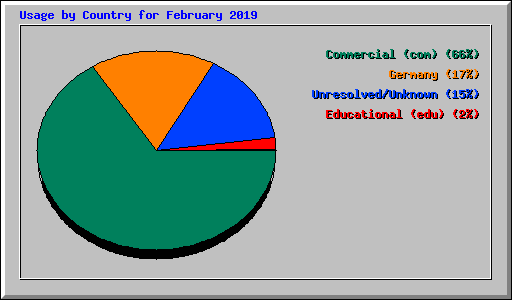 Usage by Country for February 2019
Commercial (com) (66%)
Germany (17%)
Unresolved/Unknown (15%)
Educational (edu) (2%)